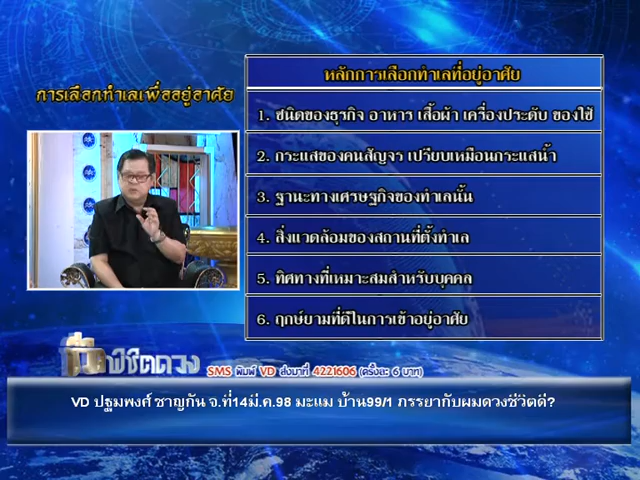 การเลือกทำเลเพื่ออยู่อาศัย
หลักการเลือกทำเลที่อยู่อาศัย
1. ชนิดของธุรกิจ อาหาร เสื้อผ้า เครื่องประดับ ของใช้
2. กระแสของคนสัญจร เปรียบเหมือนกระแสน้ำ
3. ฐานะทางเศรษฐกิจของทำเลนั้น
4. สิ่งแวดล้อมของสถานที่ตั้งทำเล
5. ทิศทางที่เหมาะสมสำหรับบุคคล
6. ฤกษ์ยามที่ดีในการเข้าอยู่อาศัย
พิชิตดวง
SMS พิมพ์ VD ส่งมาที่ 4221606 (ครั้งละ 6 บาท)
VD ปฐมพงศ์ ชาญกัน จ.ที่14มี.ค.98 มะแม บ้าน99/1 ภรรยากับผมดวงชีวิตดี?